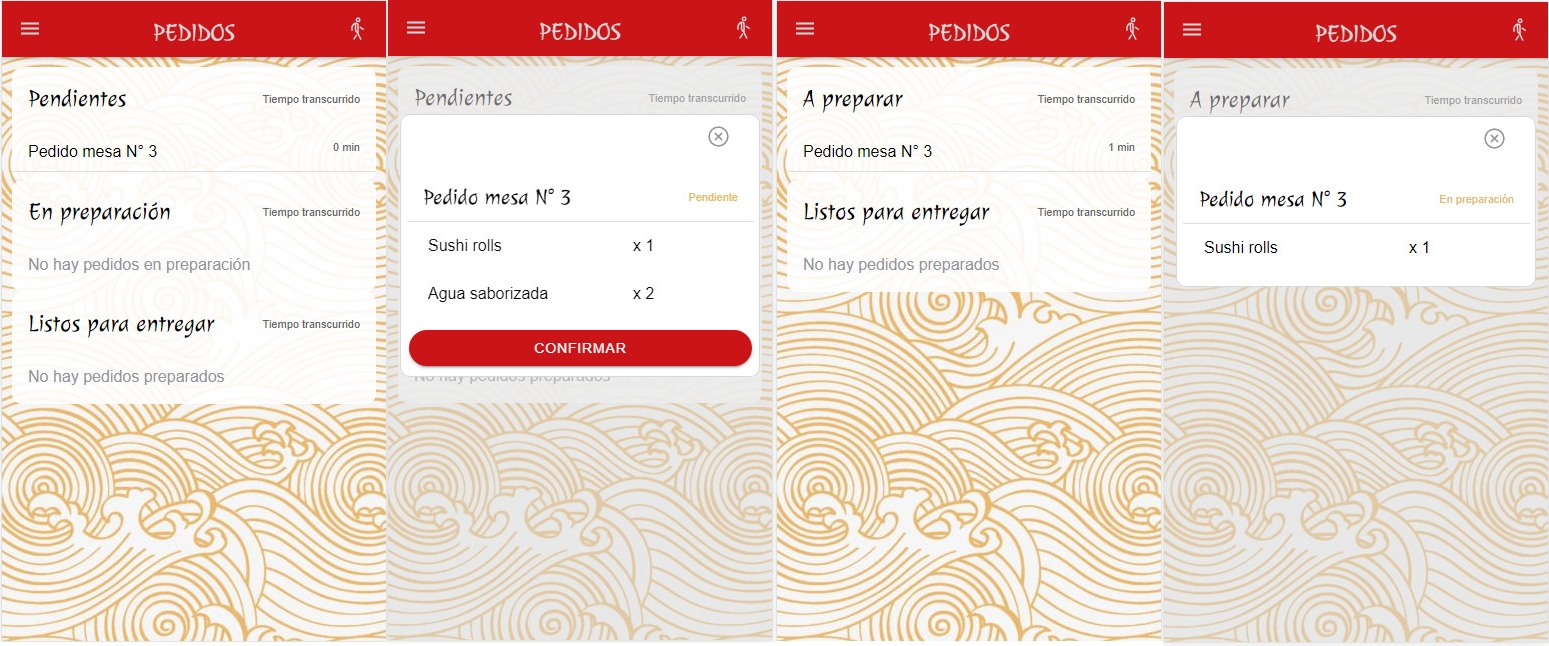 PEDIDOS
Pendientes Tiempo transcurrido
Pedido mesa N° 3 0 min
En preparación Tiempo transcurrido
No hay pedidos en preparación
Listos para entregar Tiempo transcurrido
No hay pedidos preparados
PEDIDOS
Pendientes Tiempo transcurrido
Pedido mesa N° 3 Pendiente
Sushi rolls x 1
Agua saborizada x 2
CONFIRMAR
No hay pedidos preparados
PEDIDOS
A preparar Tiempo transcurrido
Pedido mesa N° 3 1 min
Listos para entregar Tiempo transcurrido
No hay pedidos preparados
PEDIDOS
A preparar Tiempo transcurrido
Pedido mesa N° 3 En preparación
Sushi rolls x 1